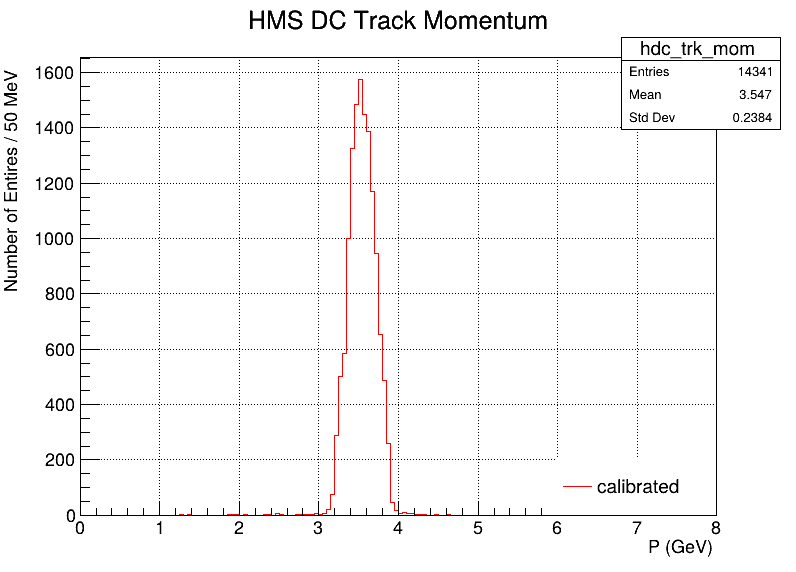 HMS DC Track Momentum
hdc_trk_mom
Entries 14341
Mean 3.547
Std Dev 0.2384
Number of Entires / 50 MeV
1600
1400
1200
1000
800
600
400
200
0
0 1 2 3 4 5 6 7 8
P (GeV)
calibrated